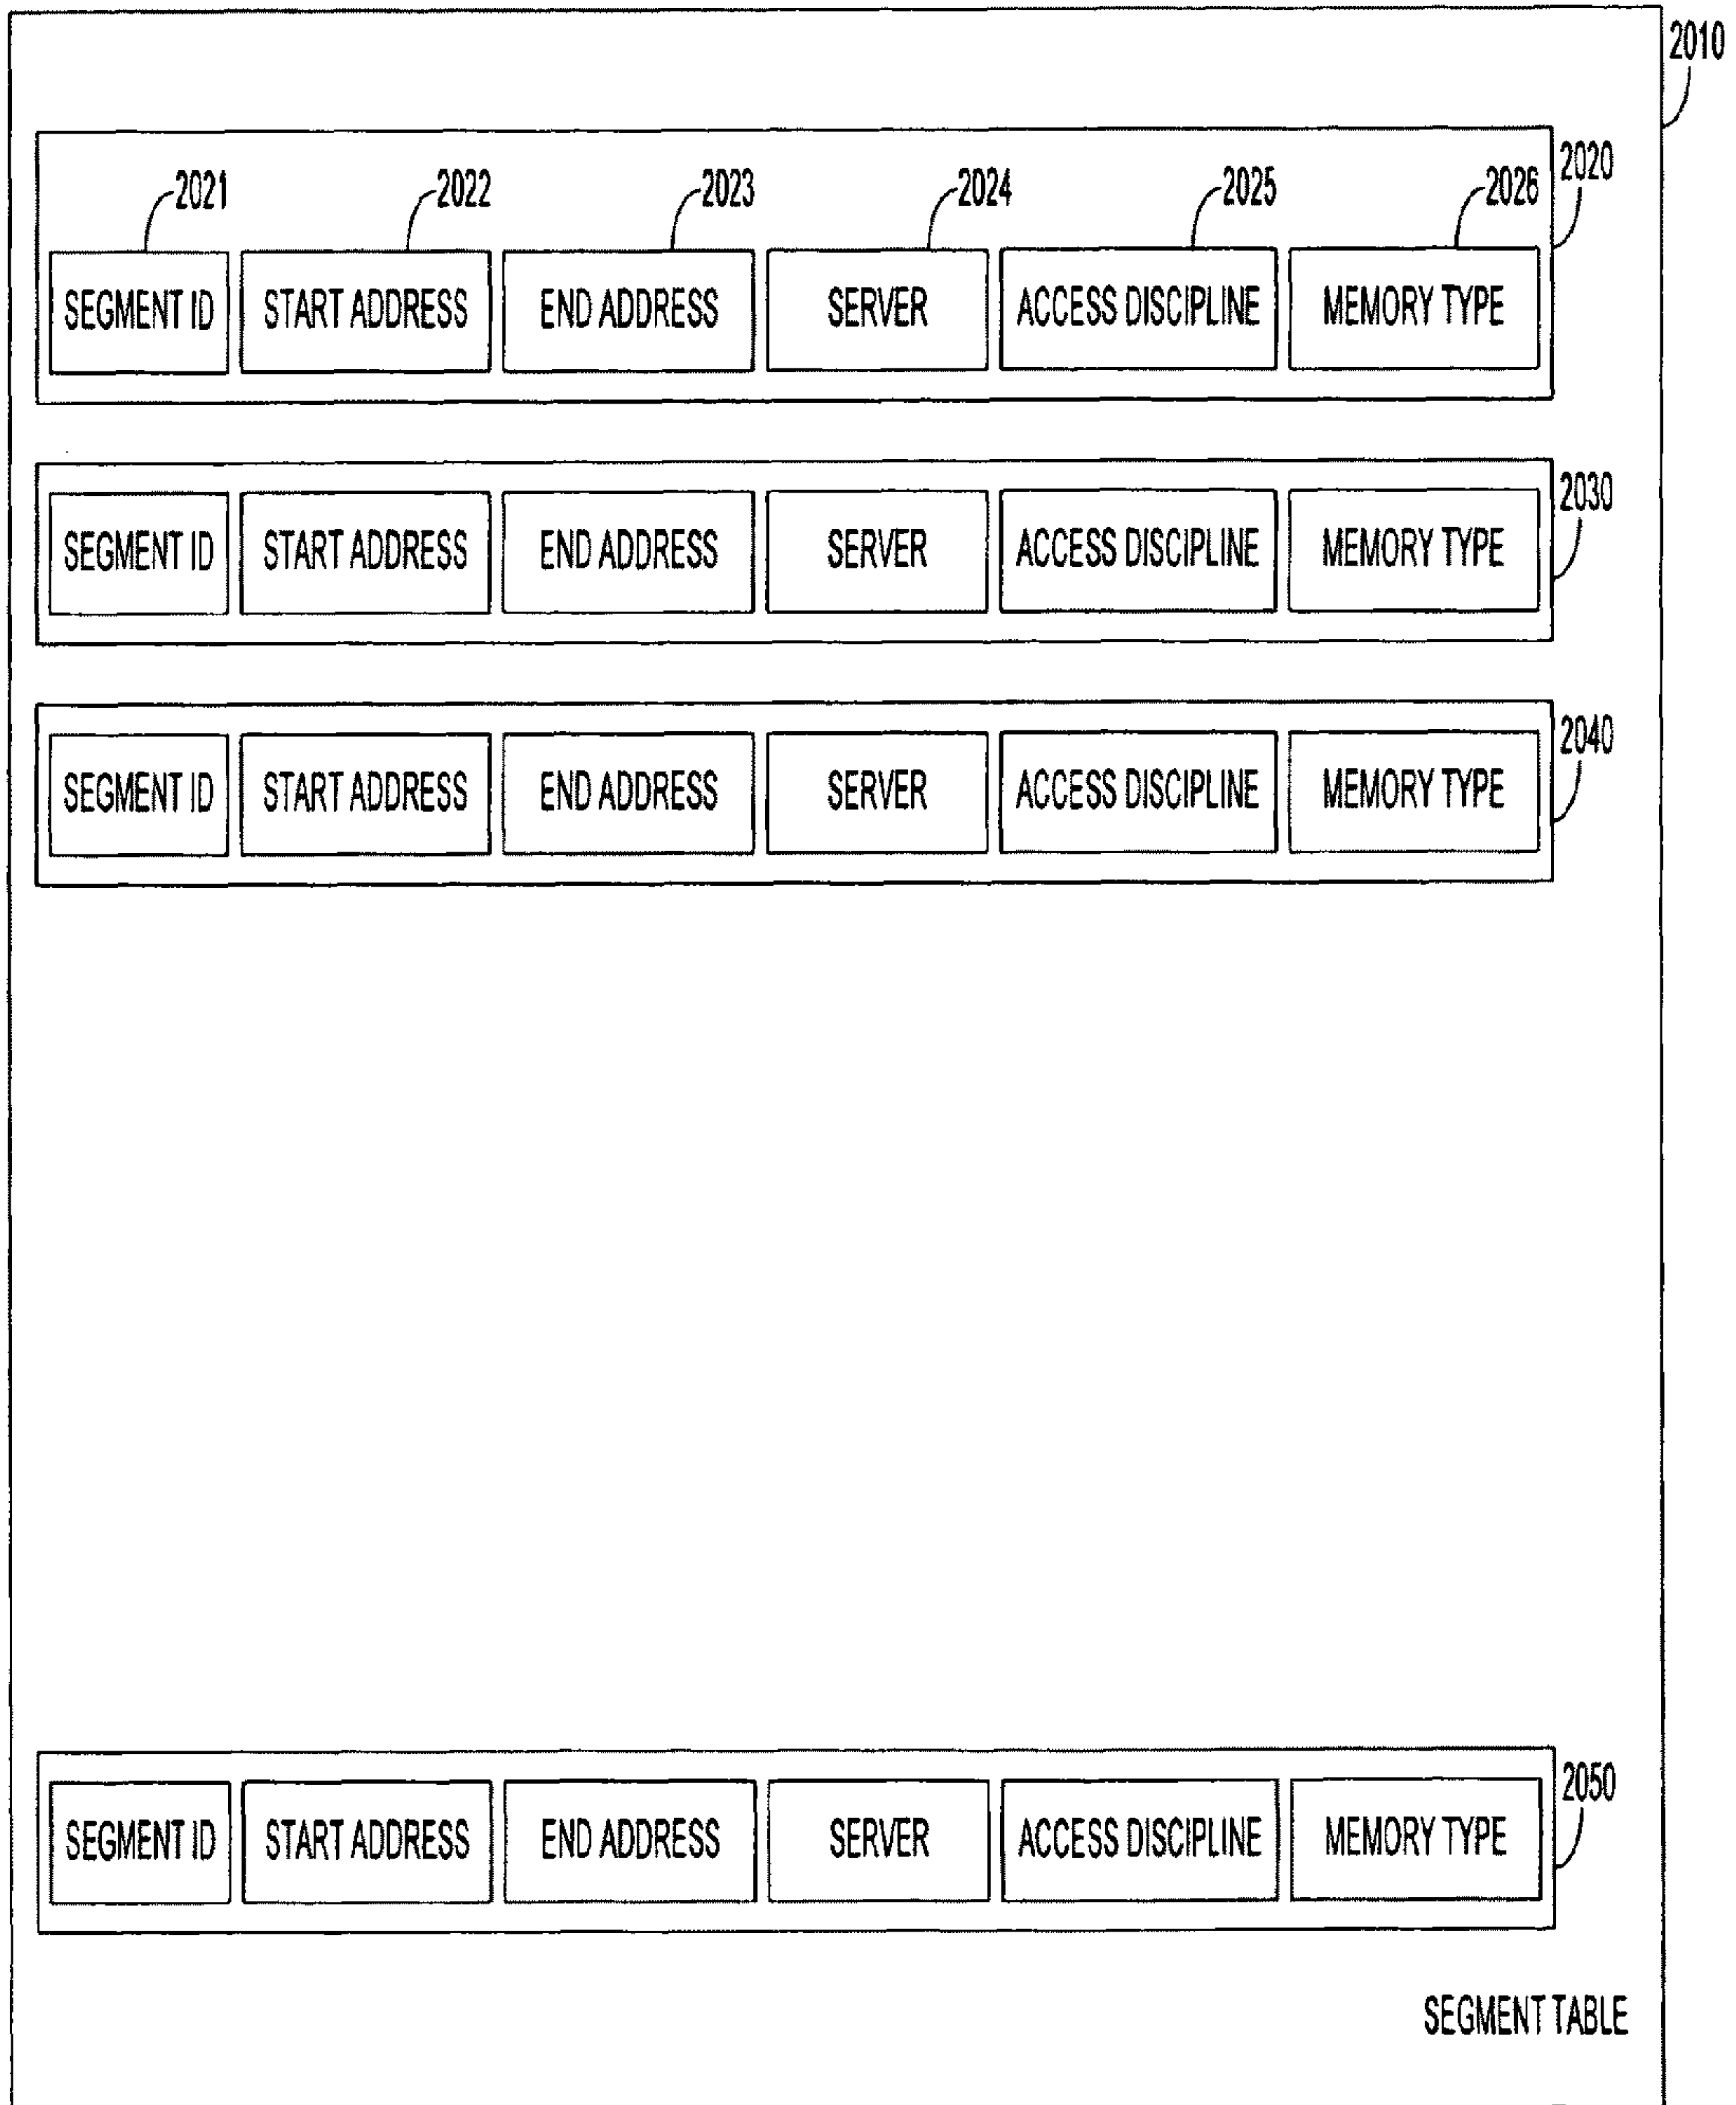 2010
2020
2021 2022 2023 2024 2025 2026
SEGMENT ID START ADDRESS END ADDRESS SERVER ACCESS DISCIPLINE MEMORY TYPE
2030
SEGMENT ID START ADDRESS END ADDRESS SERVER ACCESS DISCIPLINE MEMORY TYPE
2040
SEGMENT ID START ADDRESS END ADDRESS SERVER ACCESS DISCIPLINE MEMORY TYPE
2050
SEGMENT ID START ADDRESS END ADDRESS SERVER ACCESS DISCIPLINE MEMORY TYPE
SEGMENT TABLE